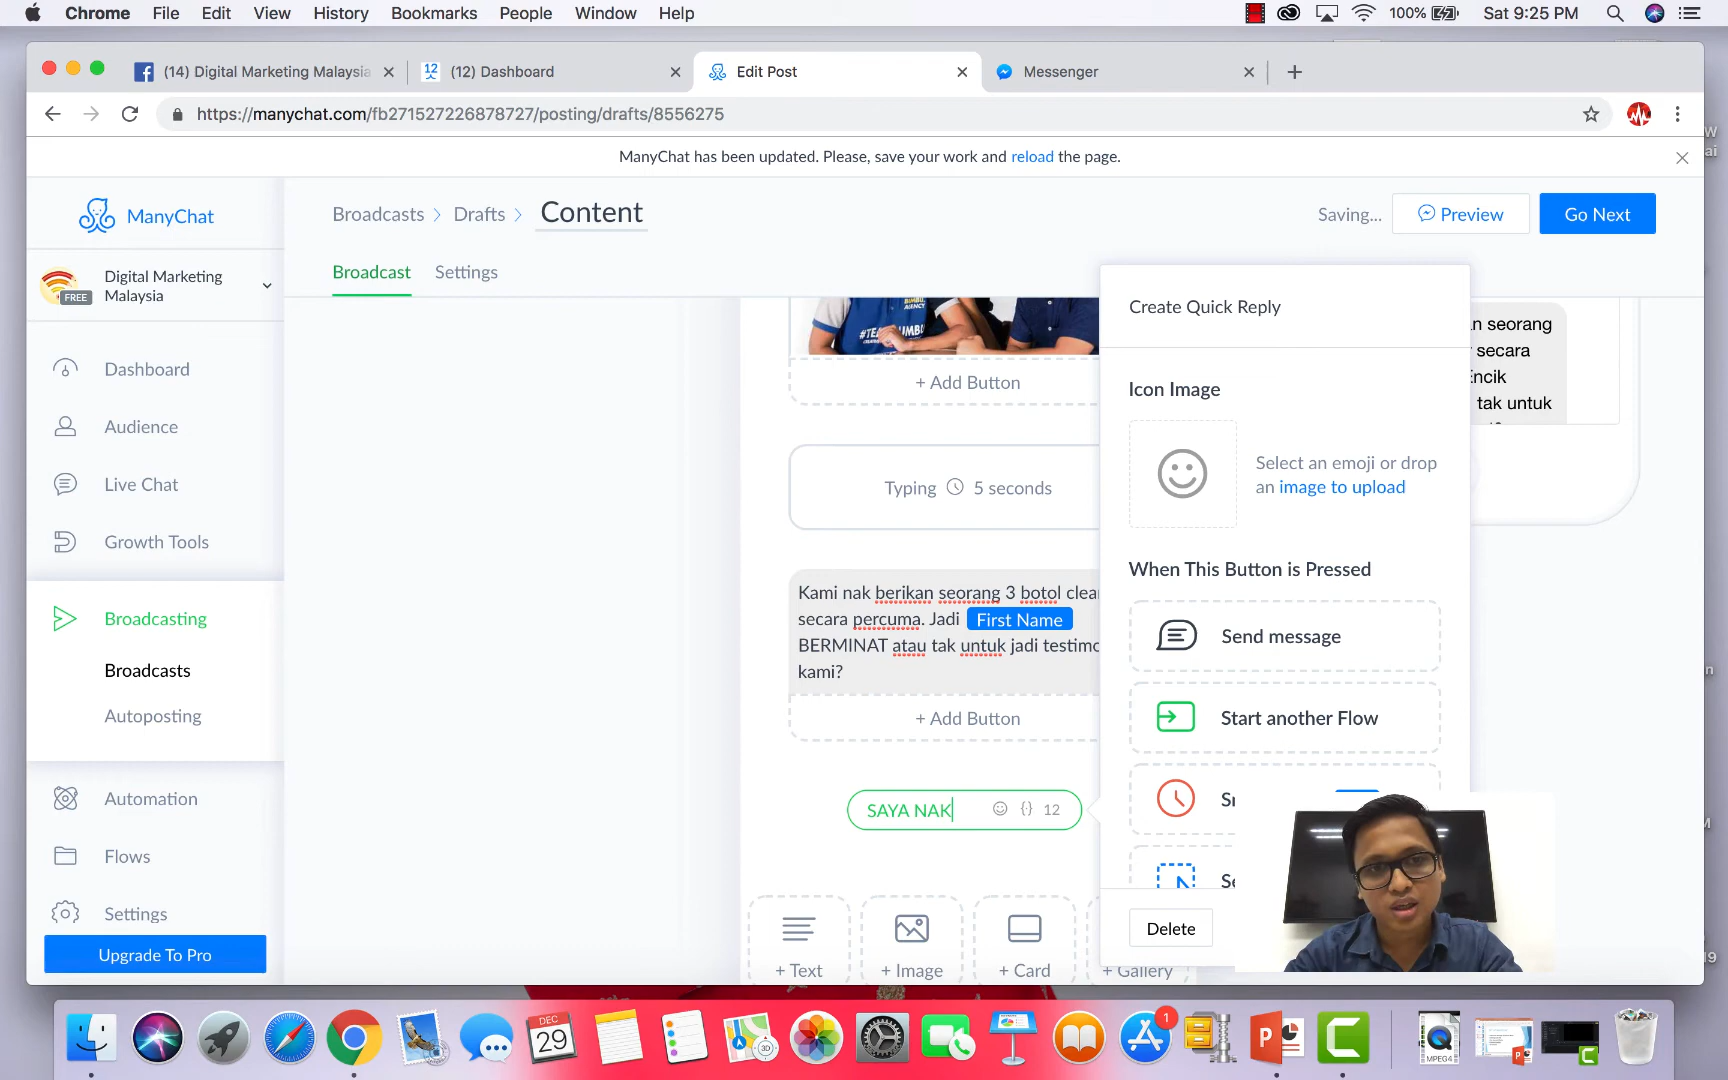 Chrome File Edit View History Bookmarks People Window Help
100% Sat 9:25 PM
(14) Digital Marketing Malaysia
(12) Dashboard
Edit Post
Messenger
https://manychat.com/fb271527226878727/posting/drafts/8556275
ManyChat has been updated. Please, save your work and reload the page.
ManyChat
Broadcasts > Drafts > Content
Saving...
Preview
Go Next
Digital Marketing
Malaysia
FREE
Broadcast
Settings
Dashboard
Audience
Live Chat
Growth Tools
Broadcasting
Broadcasts
Autoposting
Automation
Flows
Settings
Upgrade To Pro
#TEAM
AGENCY
+ Add Button
Typing 5 seconds
Kami nak berikan seorang 3 botol clea
secara percuma. Jadi First Name
BERMINAT atau tak untuk jadi testimo
kami?
+ Add Button
SAYA NAK {} 12
+ Text
+ Image
+ Card
+ Gallery
Create Quick Reply
Icon Image
Select an emoji or drop
an image to upload
When This Button is Pressed
Send message
Start another Flow
Delete
n seorang
secara
Encik
tak untuk
DEC
29
3D
1
MPEG4